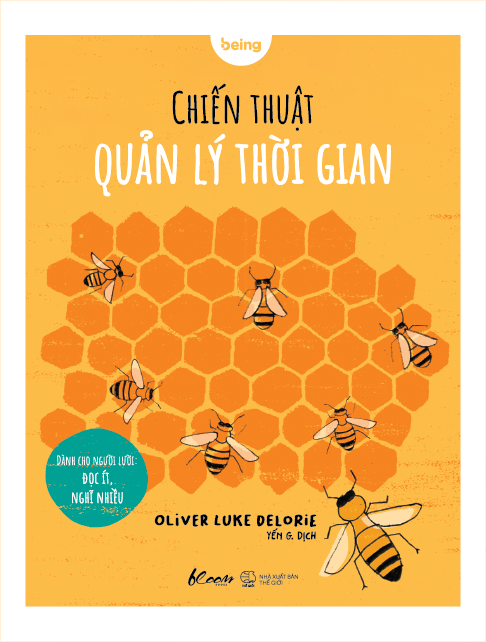 being
CHIẾN THUẬT
QUẢN LÝ THỜI GIAN
DÀNH CHO NGƯỜI LƯỜI:
ĐỌC ÍT,
NGHĨ NHIỀU
OLIVER LUKE DELORIE
YẾN G. DỊCH
bloom
NHÀ XUẤT BẢN
THẾ GIỚI